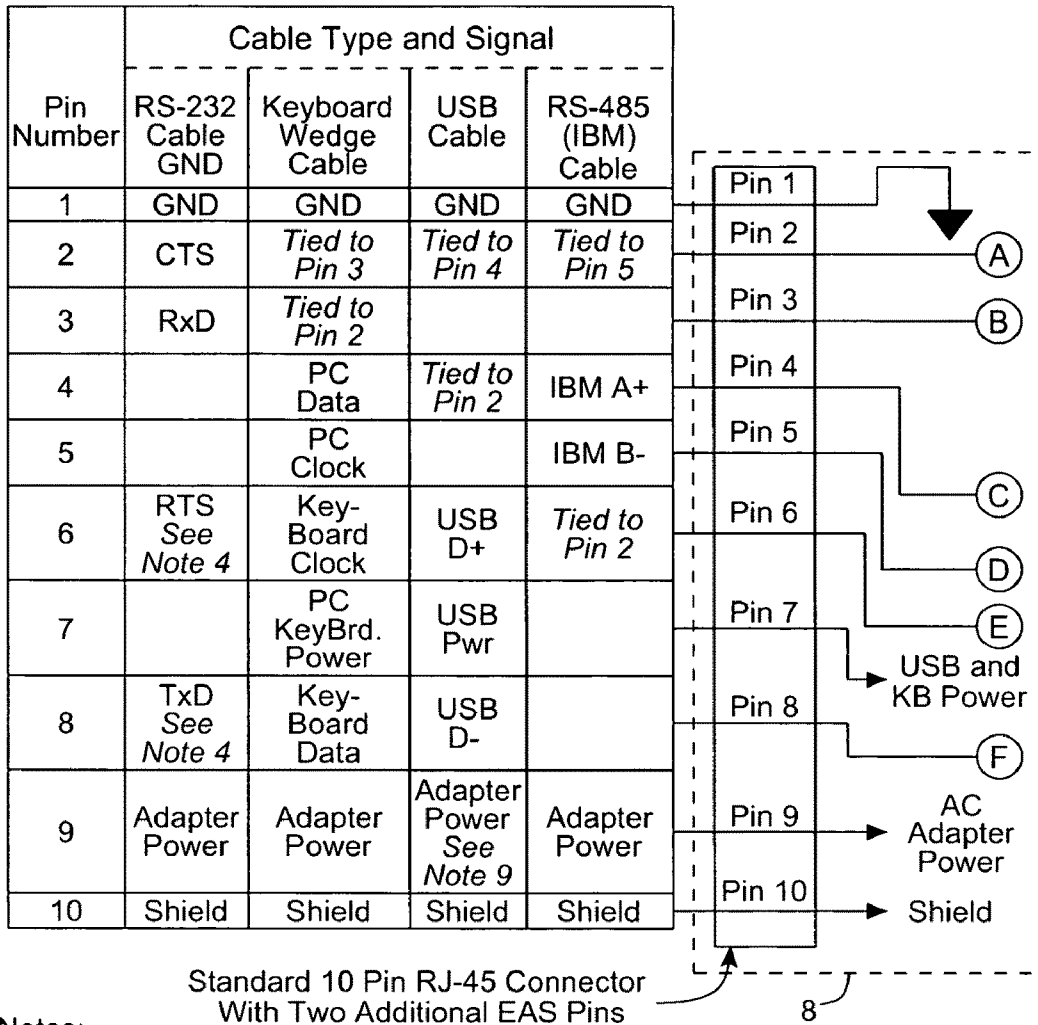 Cable Type and Signal
Pin
Number
RS-232
Cable
GND
Keyboard
Wedge
Cable
USB
Cable
RS-485
(IBM)
Cable
1 GND GND GND GND
2 CTS Tied to Pin 3 Tied to Pin 4 Tied to Pin 5
3 RxD Tied to Pin 2
4 PC Data Tied to Pin 2 IBM A+
5 PC Clock IBM B-
6 RTS See Note 4 Key-Board Clock USB D+ Tied to Pin 2
7 PC KeyBrd. Power USB Pwr
8 TxD See Note 4 Key-Board Data USB D-
9 Adapter Power Adapter Power Adapter Power See Note 9 Adapter Power
10 Shield Shield Shield Shield
Pin 1
Pin 2 A
Pin 3 B
Pin 4 C
Pin 5 D
Pin 6 E
Pin 7 USB and KB Power
Pin 8 F
Pin 9 AC Adapter Power
Pin 10 Shield
Standard 10 Pin RJ-45 Connector
With Two Additional EAS Pins
8